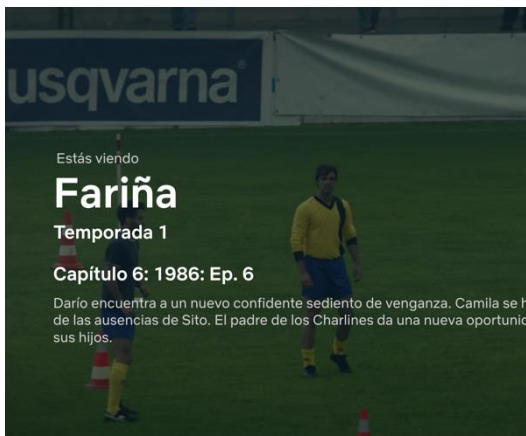 usqvarna
Estás viendo
Fariña
Temporada 1
Capítulo 6: 1986: Ep. 6
Darío encuentra a un nuevo confidente sediento de venganza. Camila se
de las ausencias de Sito. El padre de los Charlines da una nueva
sus hijos.